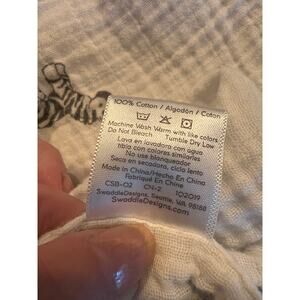 100% Cotton / Algodón / Coton
Machine Wash Warm with like colors
Do Not Bleach Tumble Dry Low
Lava en lavadora con agua
tibia con colores similares
No use blanqueador
Seca en secadora, ciclo lento
Made in China/Hecho En China
Fabriqué En Chine
CSB-02 CN-2 1Q2019
SwaddleDesigns, Seattle, WA 98188
SwaddleDesigns.com